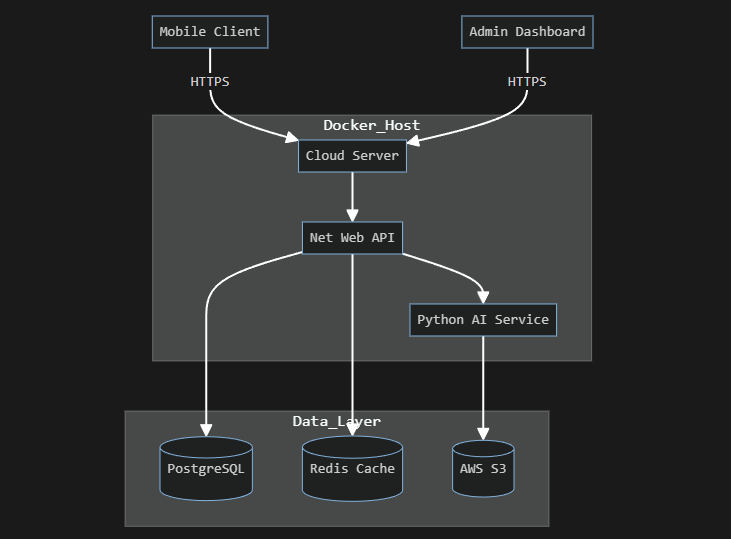 Mobile Client
Admin Dashboard
HTTPS
HTTPS
Docker_Host
Cloud Server
Net Web API
Python AI Service
Data_Layer
PostgreSQL
Redis Cache
AWS S3